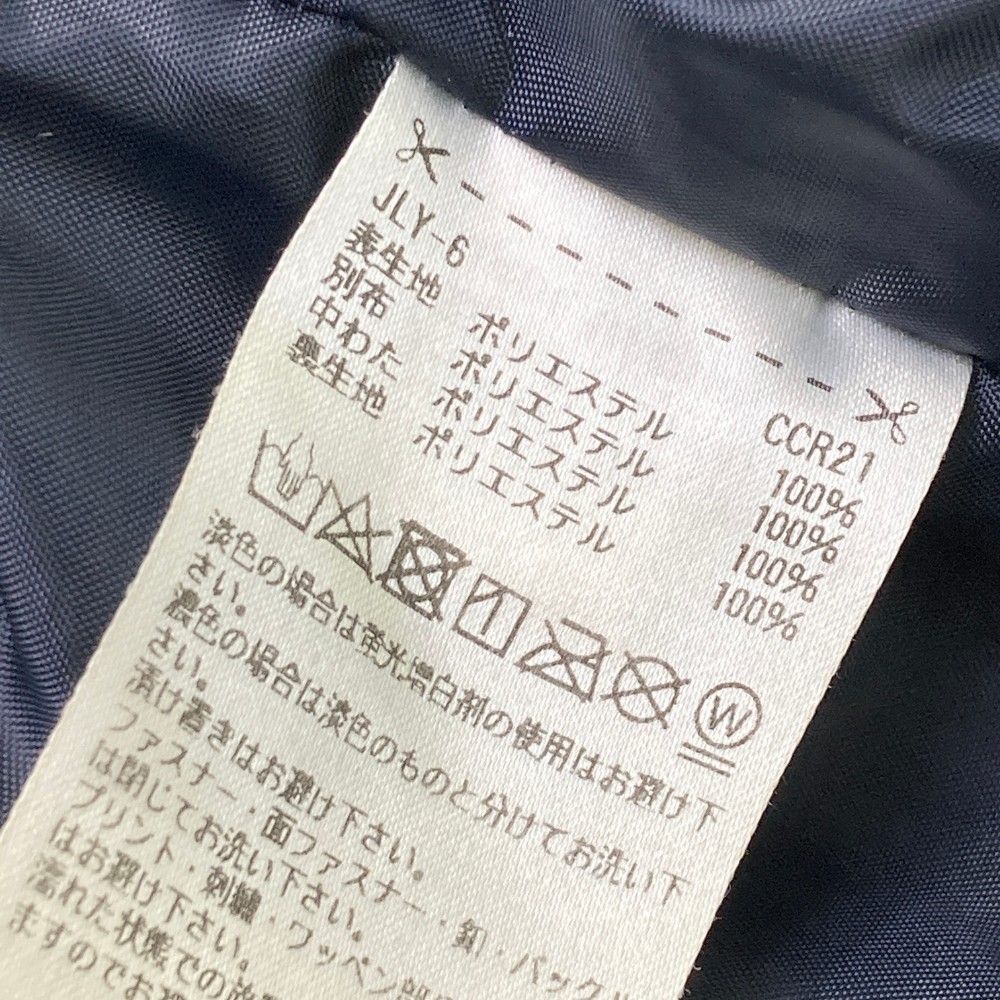 JLY-6 CCR21
表生地 ポリエステル 100%
別布 ポリエステル 100%
中わた ポリエステル 100%
裏生地 ポリエステル 100%
W
淡色の場合は蛍光増白剤の使用はお避け下
さい。
濃色の場合は淡色のものと分けてお洗い下
さい。
漬け置きはお避け下さい。
ファスナー・面ファスナー・釦・バックル
は閉じてお洗い下さい。
プリント・刺繍・ワッペン部
はお避け下さい。
濡れた状態での放
ますのでお避